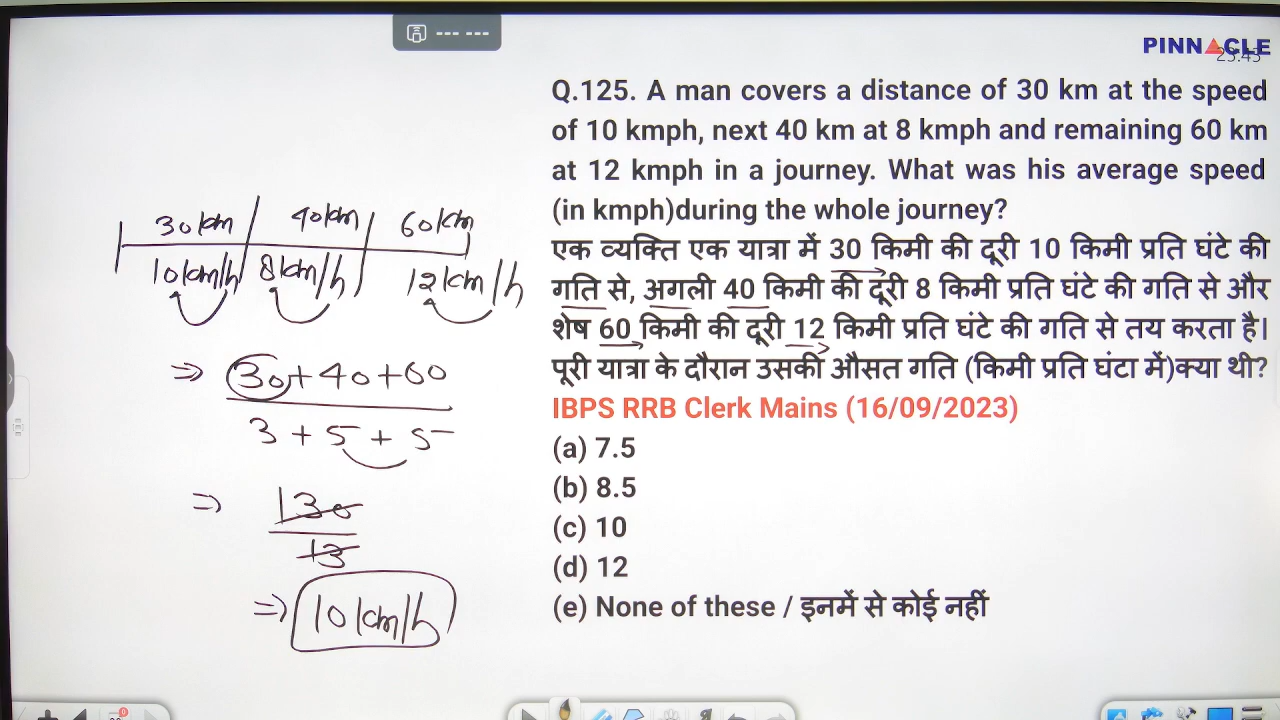 PINNACLE
23:43
Q.125. A man covers a distance of 30 km at the speed
of 10 kmph, next 40 km at 8 kmph and remaining 60 km
at 12 kmph in a journey. What was his average speed
(in kmph)during the whole journey?
एक व्यक्ति एक यात्रा में 30 किमी की दूरी 10 किमी प्रति घंटे की
गति से, अगली 40 किमी की दूरी 8 किमी प्रति घंटे की गति से और
शेष 60 किमी की दूरी 12 किमी प्रति घंटे की गति से तय करता है।
पूरी यात्रा के दौरान उसकी औसत गति (किमी प्रति घंटा में)क्या थी?
IBPS RRB Clerk Mains (16/09/2023)
(a) 7.5
(b) 8.5
(c) 10
(d) 12
(e) None of these / इनमें से कोई नहीं
30km 40km 60km
10km/h 8km/h 12km/h
⇒ 30+40+60
3 + 5 + 5
⇒ 130
13
⇒ 10km/h